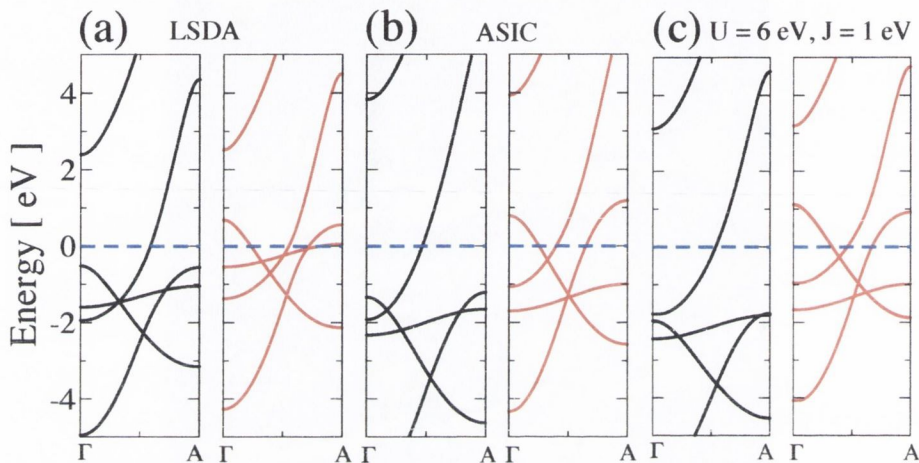 (a) LSDA (b) ASIC (c) U = 6 eV, J = 1 eV
Energy [ eV ]
4
2
0
-2
-4
Γ A Γ A Γ A Γ A Γ A Γ A